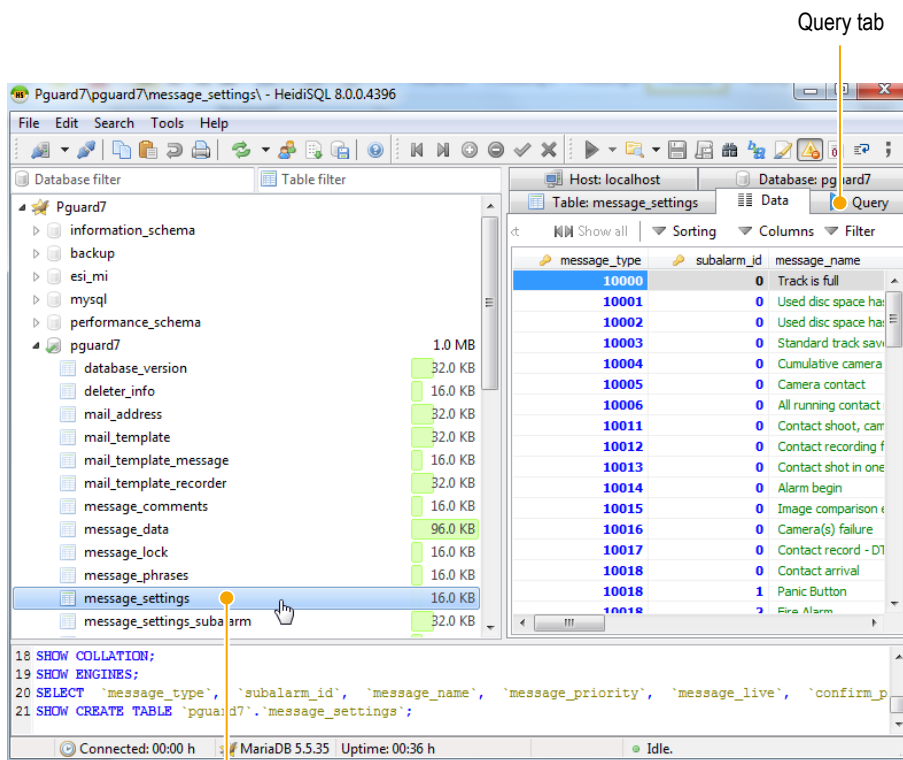 Query tab
Pguard7\pguard7\message_settings\ - HeidiSQL 8.0.0.4396
File Edit Search Tools Help
Database filter
Table filter
Host: localhost
Database: pguard7
Table: message_settings
Data
Query
Show all
Sorting
Columns
Filter
Pguard7
information_schema
backup
esi_mi
mysql
performance_schema
pguard7 1.0 MB
database_version 32.0 KB
deleter_info 16.0 KB
mail_address 32.0 KB
mail_template 32.0 KB
mail_template_message 16.0 KB
mail_template_recorder 32.0 KB
message_comments 16.0 KB
message_data 96.0 KB
message_lock 16.0 KB
message_phrases 16.0 KB
message_settings 16.0 KB
message_settings_subalarm 32.0 KB
message_type subalarm_id message_name
10000 0 Track is full
10001 0 Used disc space has
10002 0 Used disc space has
10003 0 Standard track save
10004 0 Cumulative camera
10005 0 Camera contact
10006 0 All running contact
10011 0 Contact shoot, cam
10012 0 Contact recording f
10013 0 Contact shot in one
10014 0 Alarm begin
10015 0 Image comparison e
10016 0 Camera(s) failure
10017 0 Contact record - DT
10018 0 Contact arrival
10018 1 Panic Button
10018 2 Fire Alarm
18 SHOW COLLATION;
19 SHOW ENGINES;
20 SELECT `message_type`, `subalarm_id`, `message_name`, `message_priority`, `message_live`, `confirm_p
21 SHOW CREATE TABLE `pguard7`.`message_settings`;
Connected: 00:00 h
MariaDB 5.5.35
Uptime: 00:36 h
Idle.